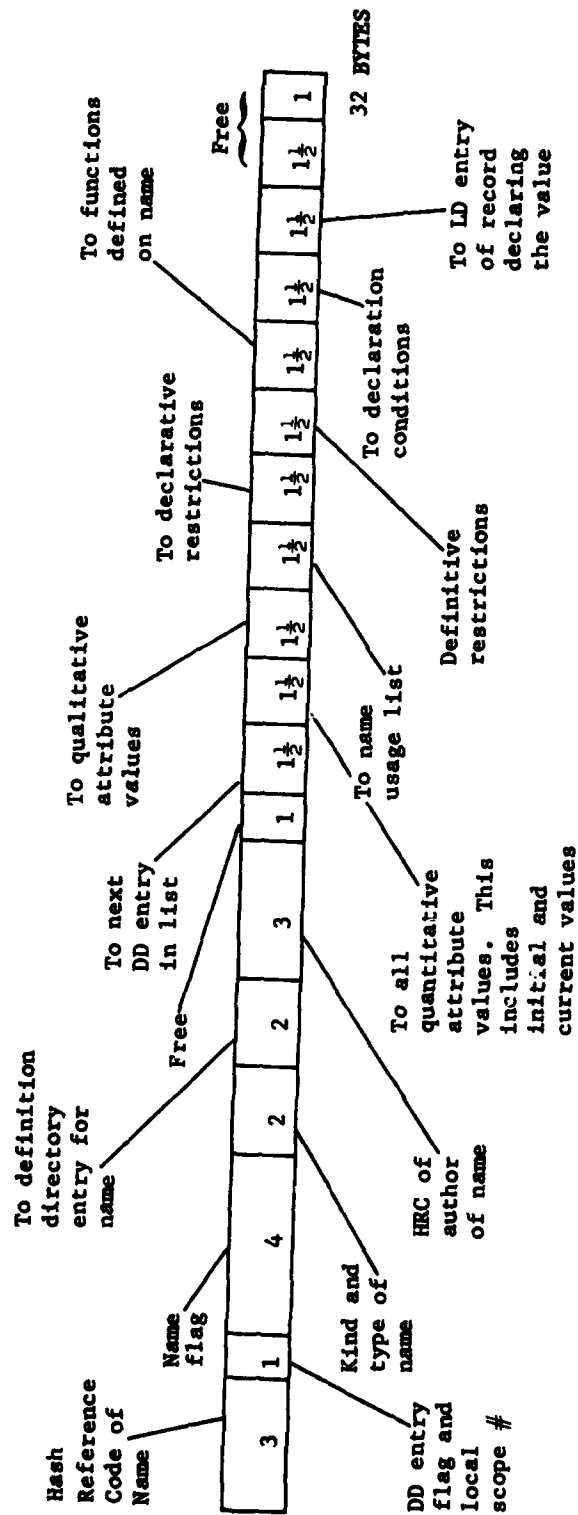 Hash
Reference
Code of
Name
Name
flag
To definition
directory
entry for
name
Free
To next
DD entry
in list
To qualitative
attribute
values
To declarative
restrictions
To functions
defined
on name
Free
3 1 4 2 2 3 1 1½ 1½ 1½ 1½ 1½ 1½ 1½ 1½ 1½ 1½ 1
32 BYTES
DD entry
flag and
local
scope #
Kind and
type of
name
HRC of
author
of name
To all
quantitative
attribute
values. This
includes
initial and
current values
To name
usage list
Definitive
restrictions
To declaration
conditions
To LD entry
of record
declaring
the value